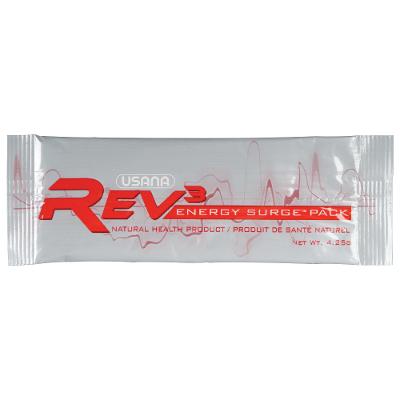 USANA
REV3
ENERGY SURGE™ PACK
NATURAL HEALTH PRODUCT / PRODUIT DE SANTÉ NATUREL
NET WT. 4.25G